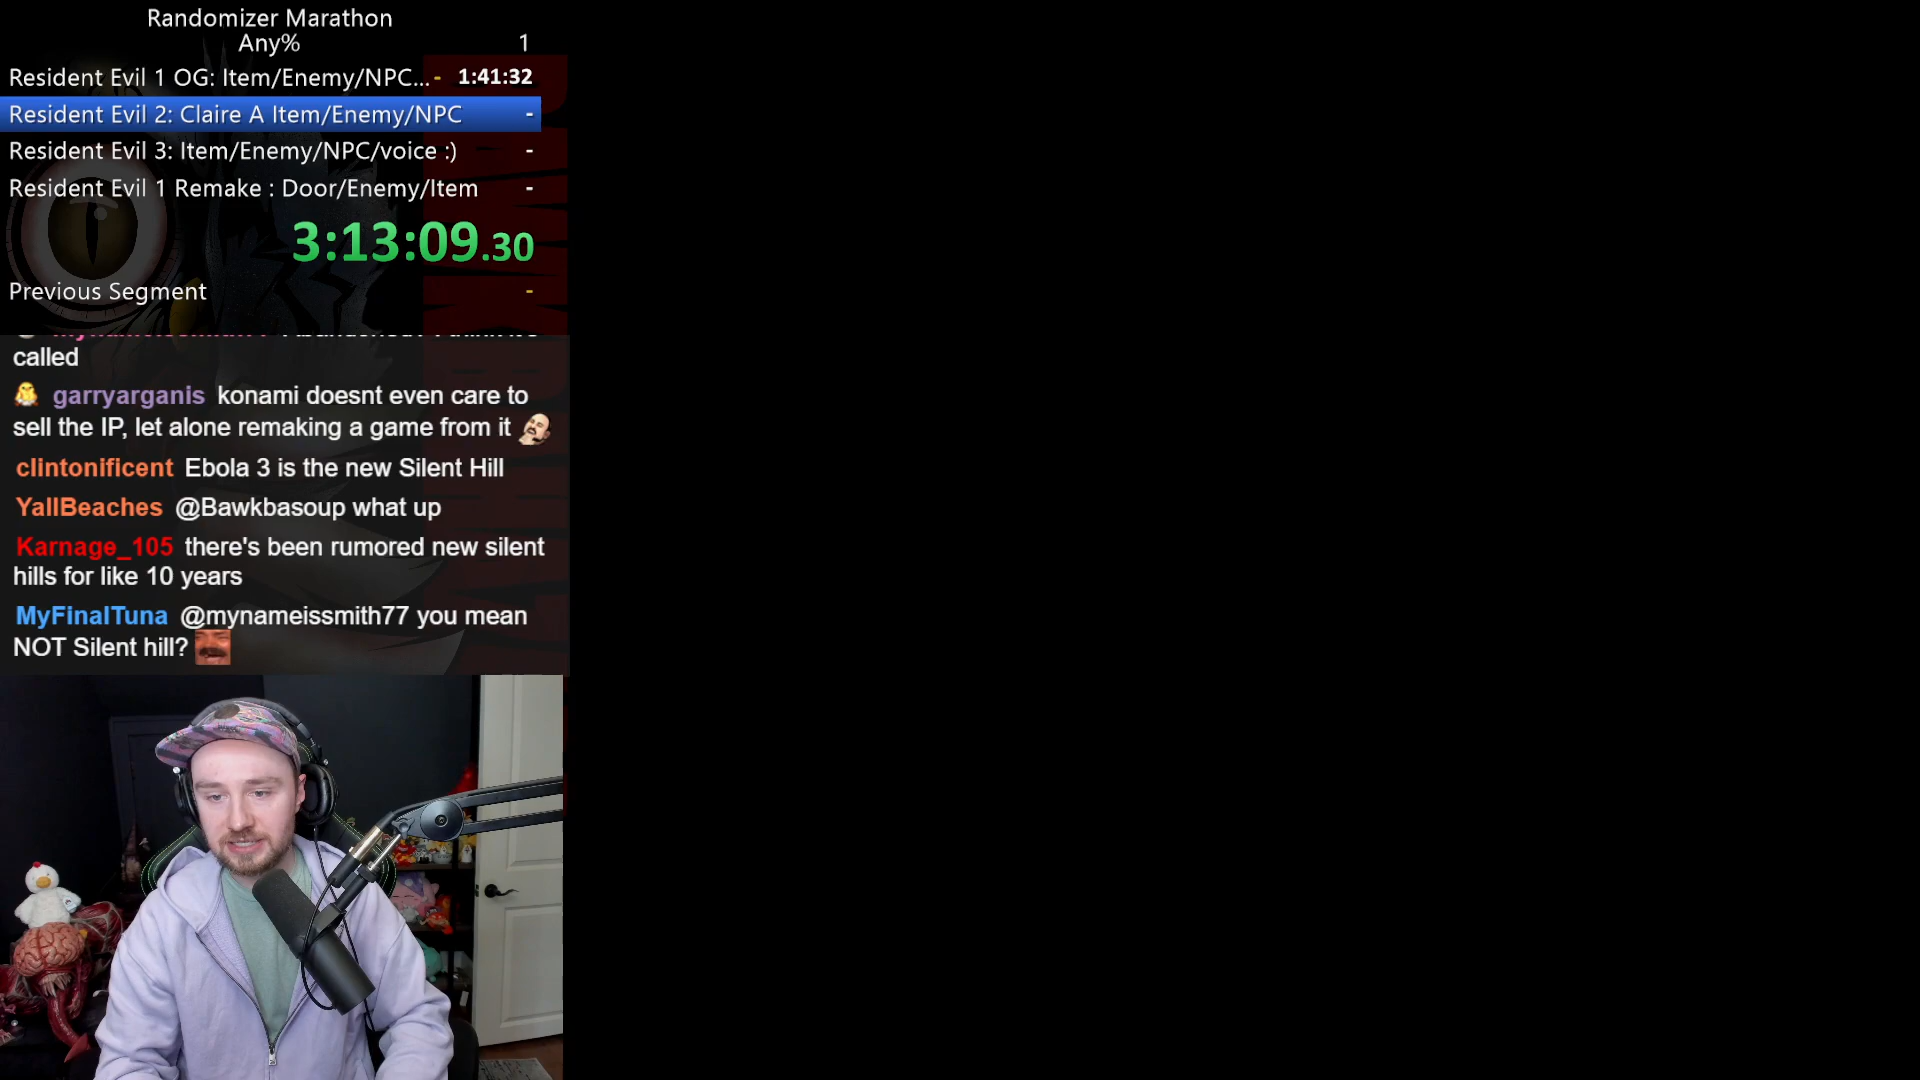 Randomizer Marathon
Any% 1
Resident Evil 1 OG: Item/Enemy/NPC... - 1:41:32
Resident Evil 2: Claire A Item/Enemy/NPC -
Resident Evil 3: Item/Enemy/NPC/voice :) -
Resident Evil 1 Remake : Door/Enemy/Item -
3:13:09.30
Previous Segment -
called
garryarganis konami doesnt even care to
sell the IP, let alone remaking a game from it
clintonificent Ebola 3 is the new Silent Hill
YallBeaches @Bawkbasoup what up
Karnage_105 there's been rumored new silent
hills for like 10 years
MyFinalTuna @mynameissmith77 you mean
NOT Silent hill?